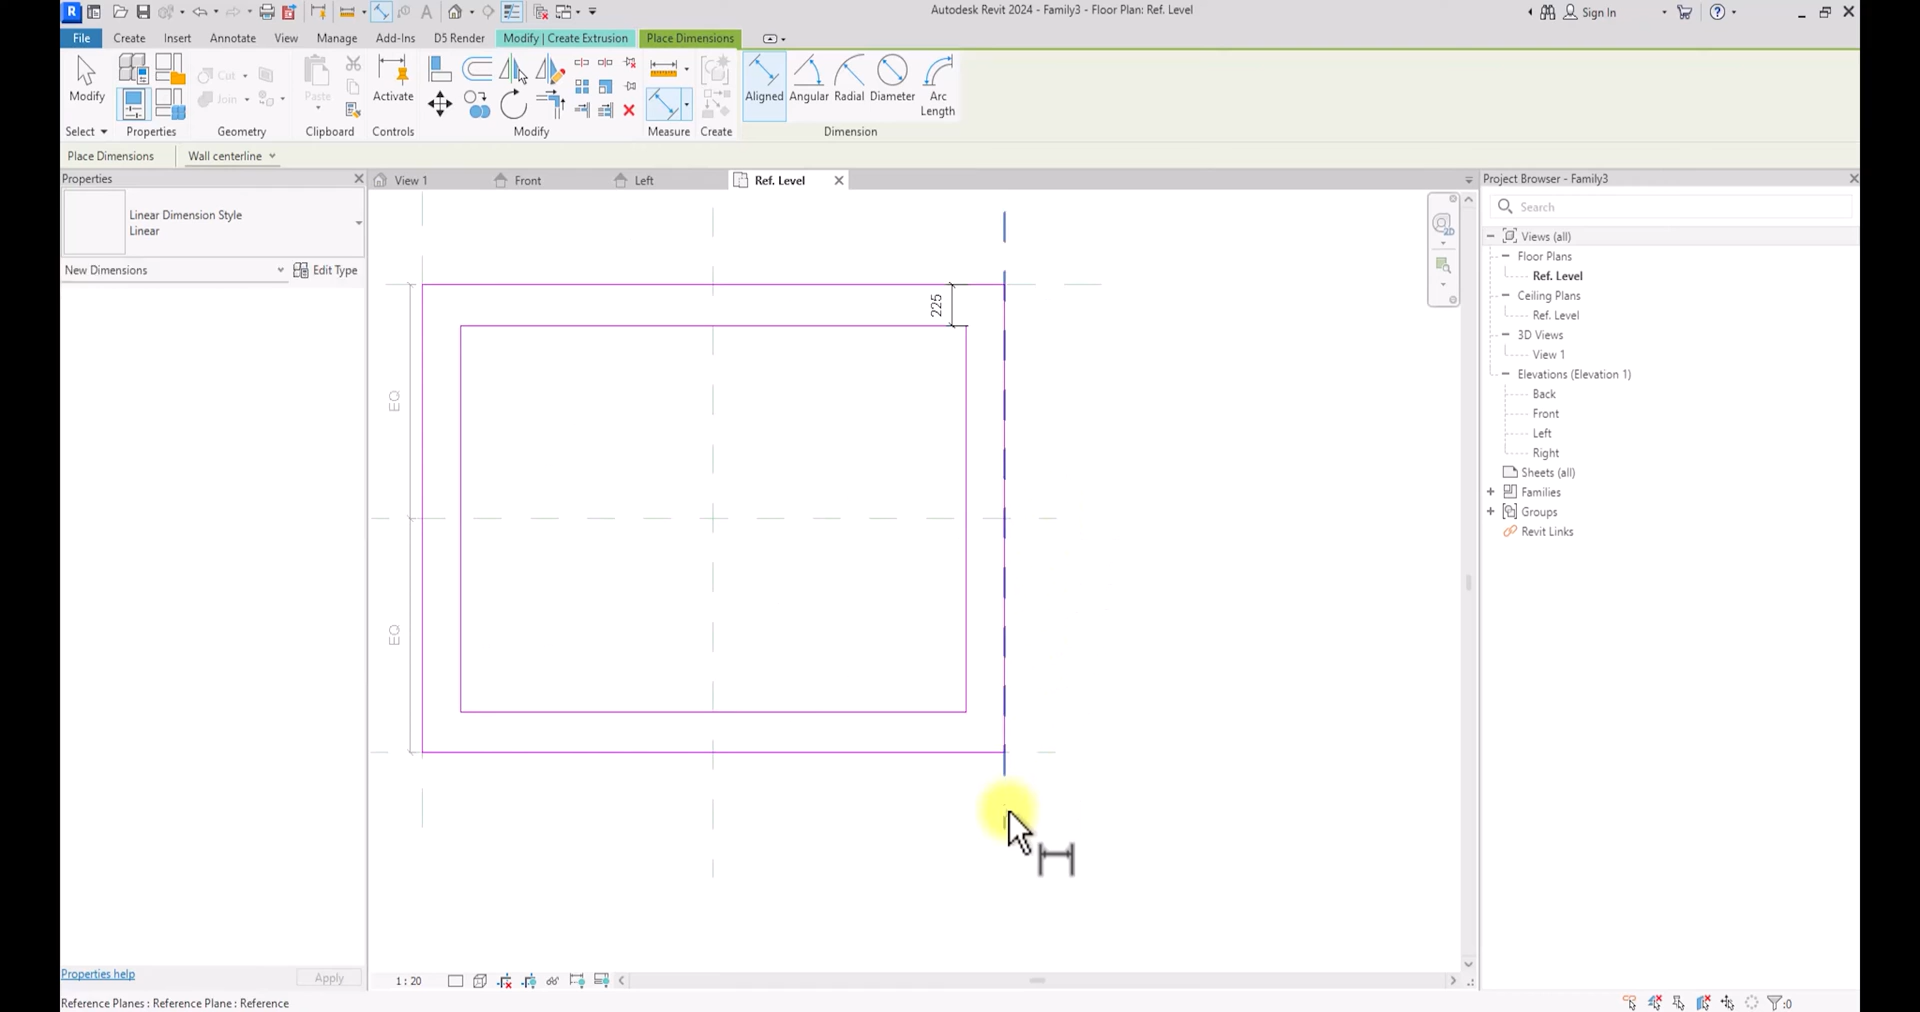 Autodesk Revit 2024 - Family3 - Floor Plan: Ref. Level
Sign In
File Create Insert Annotate View Manage Add-Ins D5 Render Modify | Create Extrusion Place Dimensions
Modify
Cut
Join
Paste
Activate
Aligned Angular Radial Diameter Arc Length
Select Properties Geometry Clipboard Controls Modify Measure Create Dimension
Place Dimensions Wall centerline
Properties
View 1 Front Left Ref. Level
Project Browser - Family3
Linear Dimension Style
Linear
New Dimensions Edit Type
Search
Views (all)
Floor Plans
Ref. Level
Ceiling Plans
Ref. Level
3D Views
View 1
Elevations (Elevation 1)
Back
Front
Left
Right
Sheets (all)
Families
Groups
Revit Links
225
EQ
EQ
2D
Properties help Apply
1 : 20
Reference Planes : Reference Plane : Reference
:0